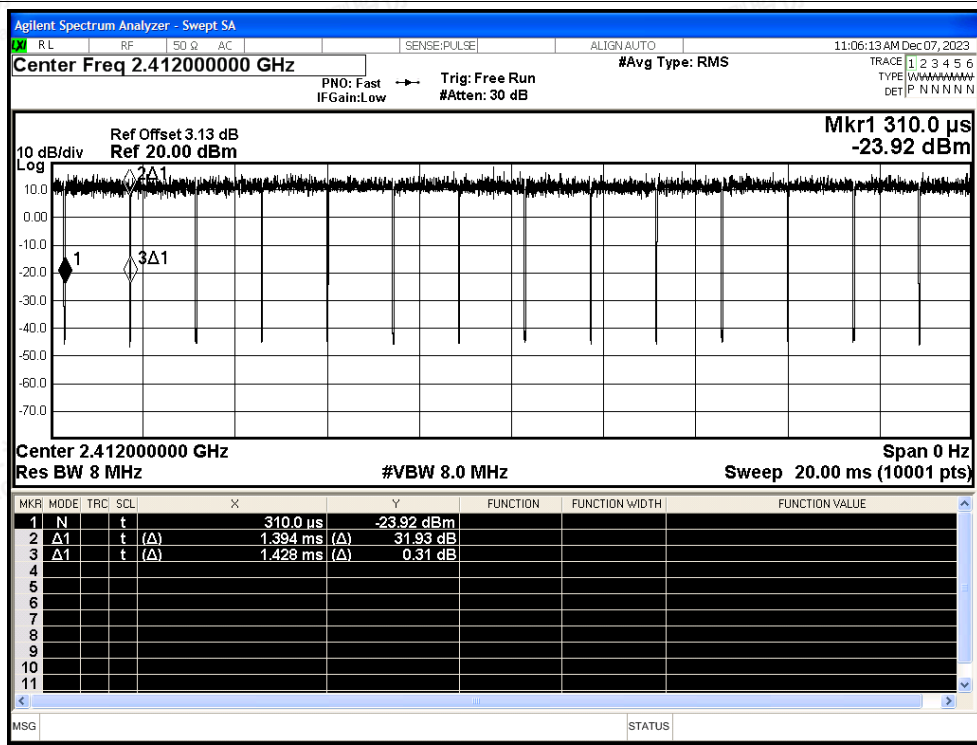 Agilent Spectrum Analyzer - Swept SA
LXI RL RF 50 Ω AC SENSE:PULSE ALIGN AUTO 11:06:13 AM Dec 07, 2023
Center Freq 2.412000000 GHz
PNO: Fast
IFGain:Low
Trig: Free Run
#Atten: 30 dB
#Avg Type: RMS
TRACE 1 2 3 4 5 6
TYPE
DET P N N N N N
Mkr1 310.0 µs
-23.92 dBm
Ref Offset 3.13 dB
10 dB/div Ref 20.00 dBm
Log
2Δ1
10.0
0.00
-10.0
1 3Δ1
-20.0
-30.0
-40.0
-50.0
-60.0
-70.0
Center 2.412000000 GHz Span 0 Hz
Res BW 8 MHz #VBW 8.0 MHz Sweep 20.00 ms (10001 pts)
MKR MODE TRC SCL X Y FUNCTION FUNCTION WIDTH FUNCTION VALUE
1 N t 310.0 µs -23.92 dBm
2 Δ1 t (Δ) 1.394 ms (Δ) 31.93 dB
3 Δ1 t (Δ) 1.428 ms (Δ) 0.31 dB
4
5
6
7
8
9
10
11
MSG STATUS